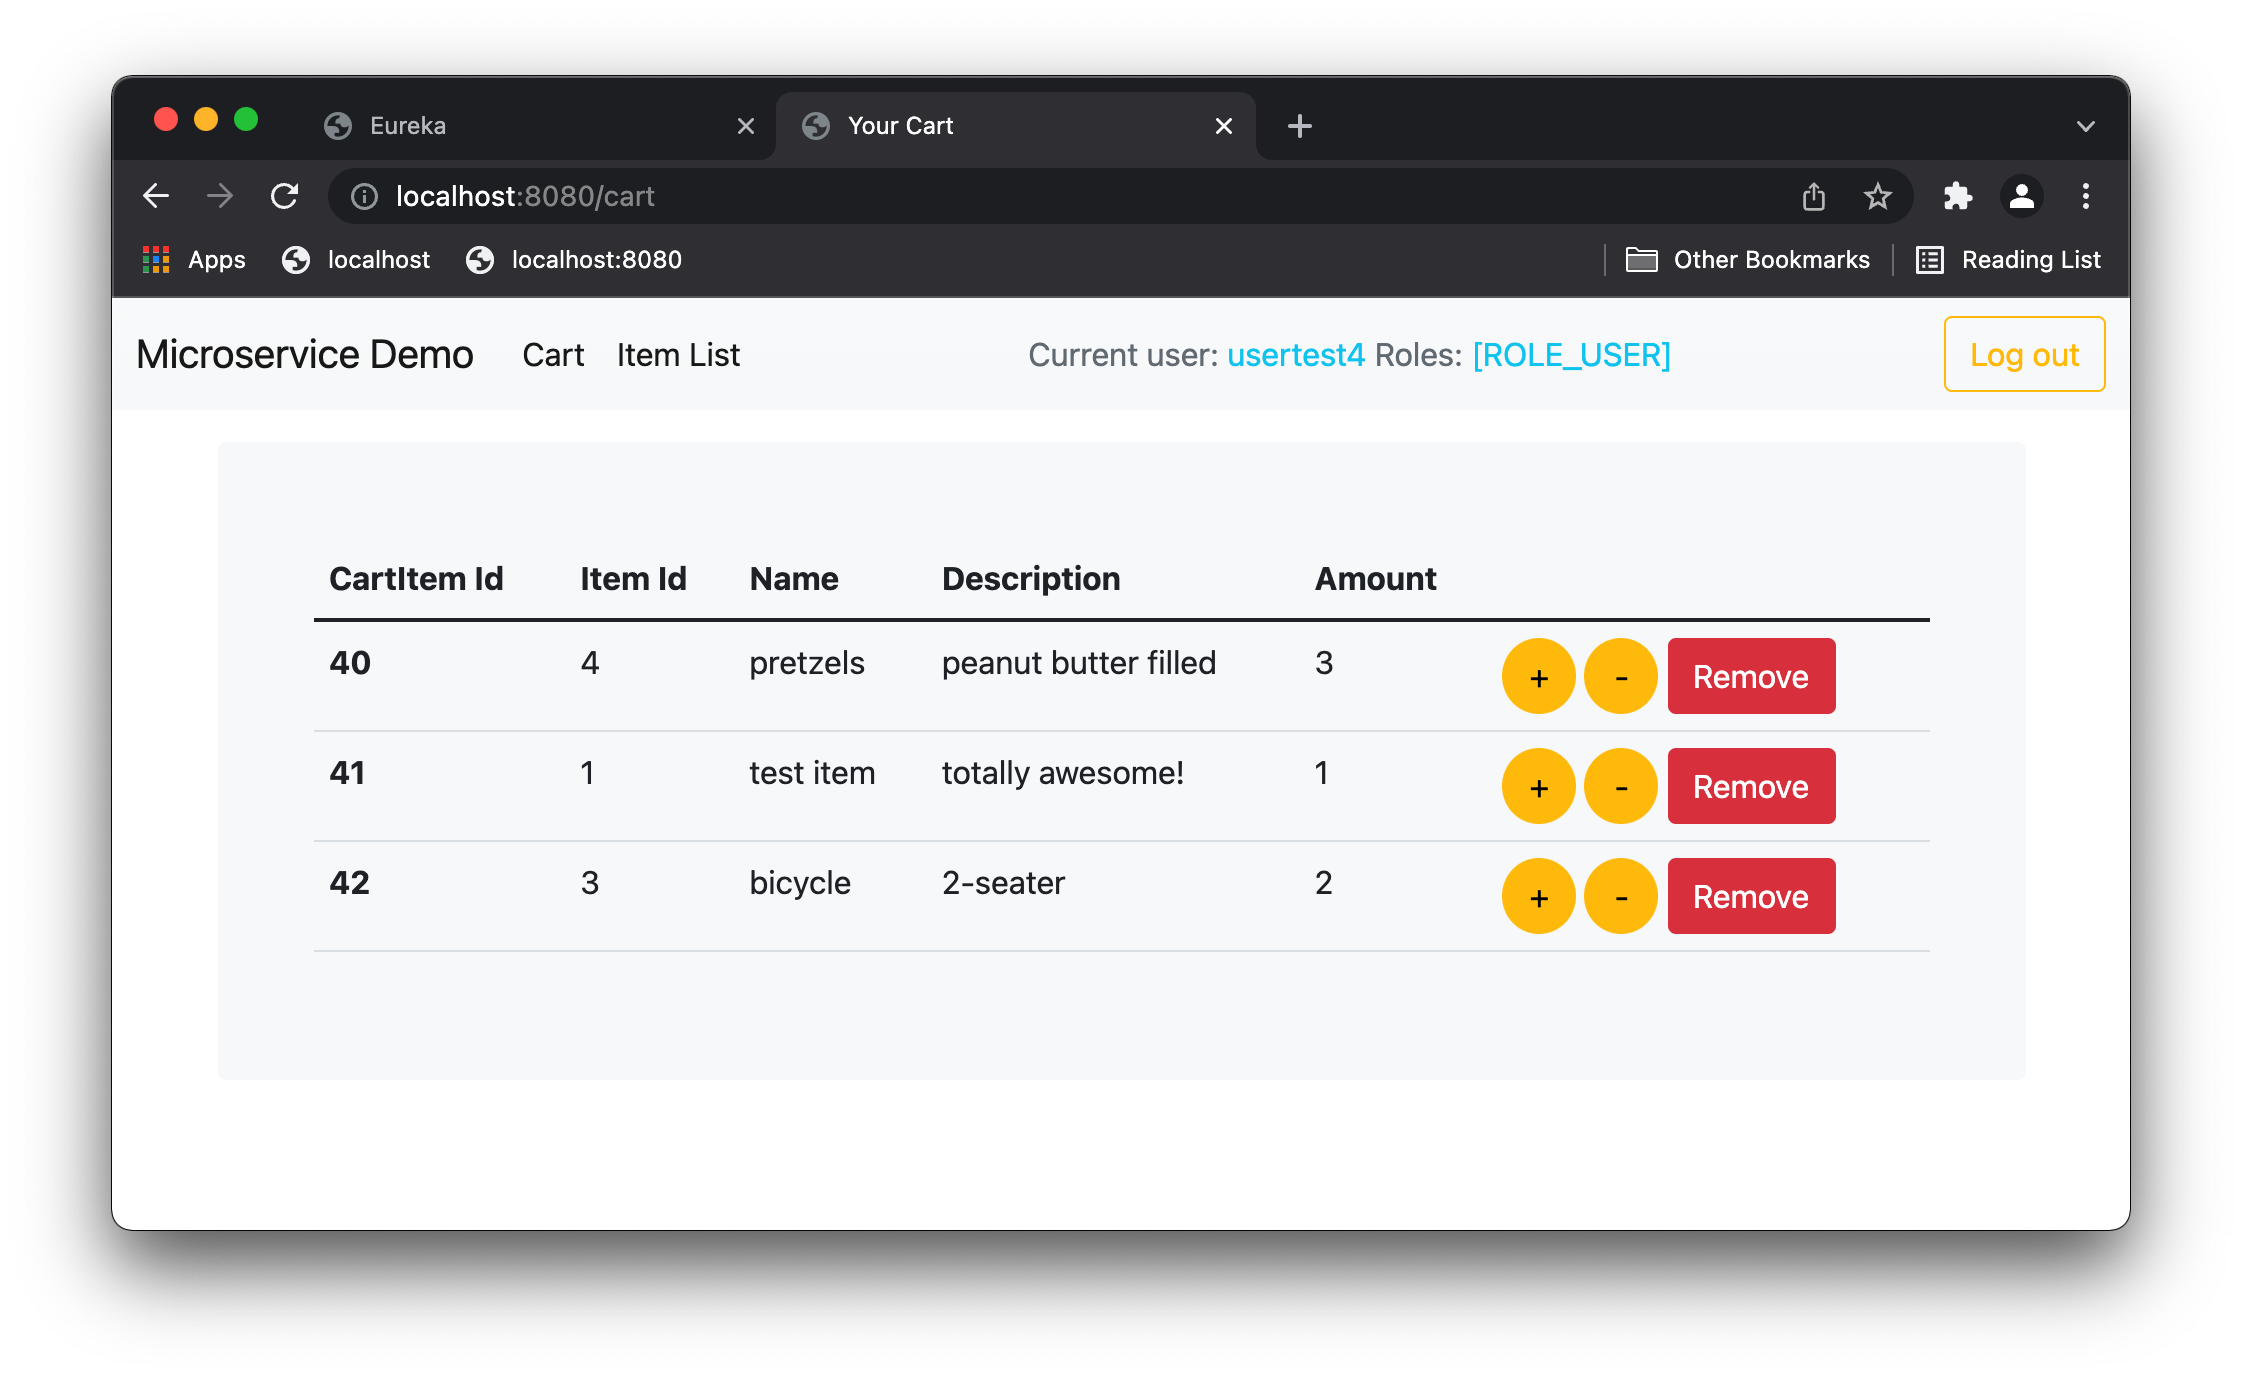 Eureka
Your Cart
localhost:8080/cart
Apps localhost localhost:8080 Other Bookmarks Reading List
Microservice Demo Cart Item List Current user: usertest4 Roles: [ROLE_USER] Log out
CartItem Id Item Id Name Description Amount
40 4 pretzels peanut butter filled 3 + - Remove
41 1 test item totally awesome! 1 + - Remove
42 3 bicycle 2-seater 2 + - Remove